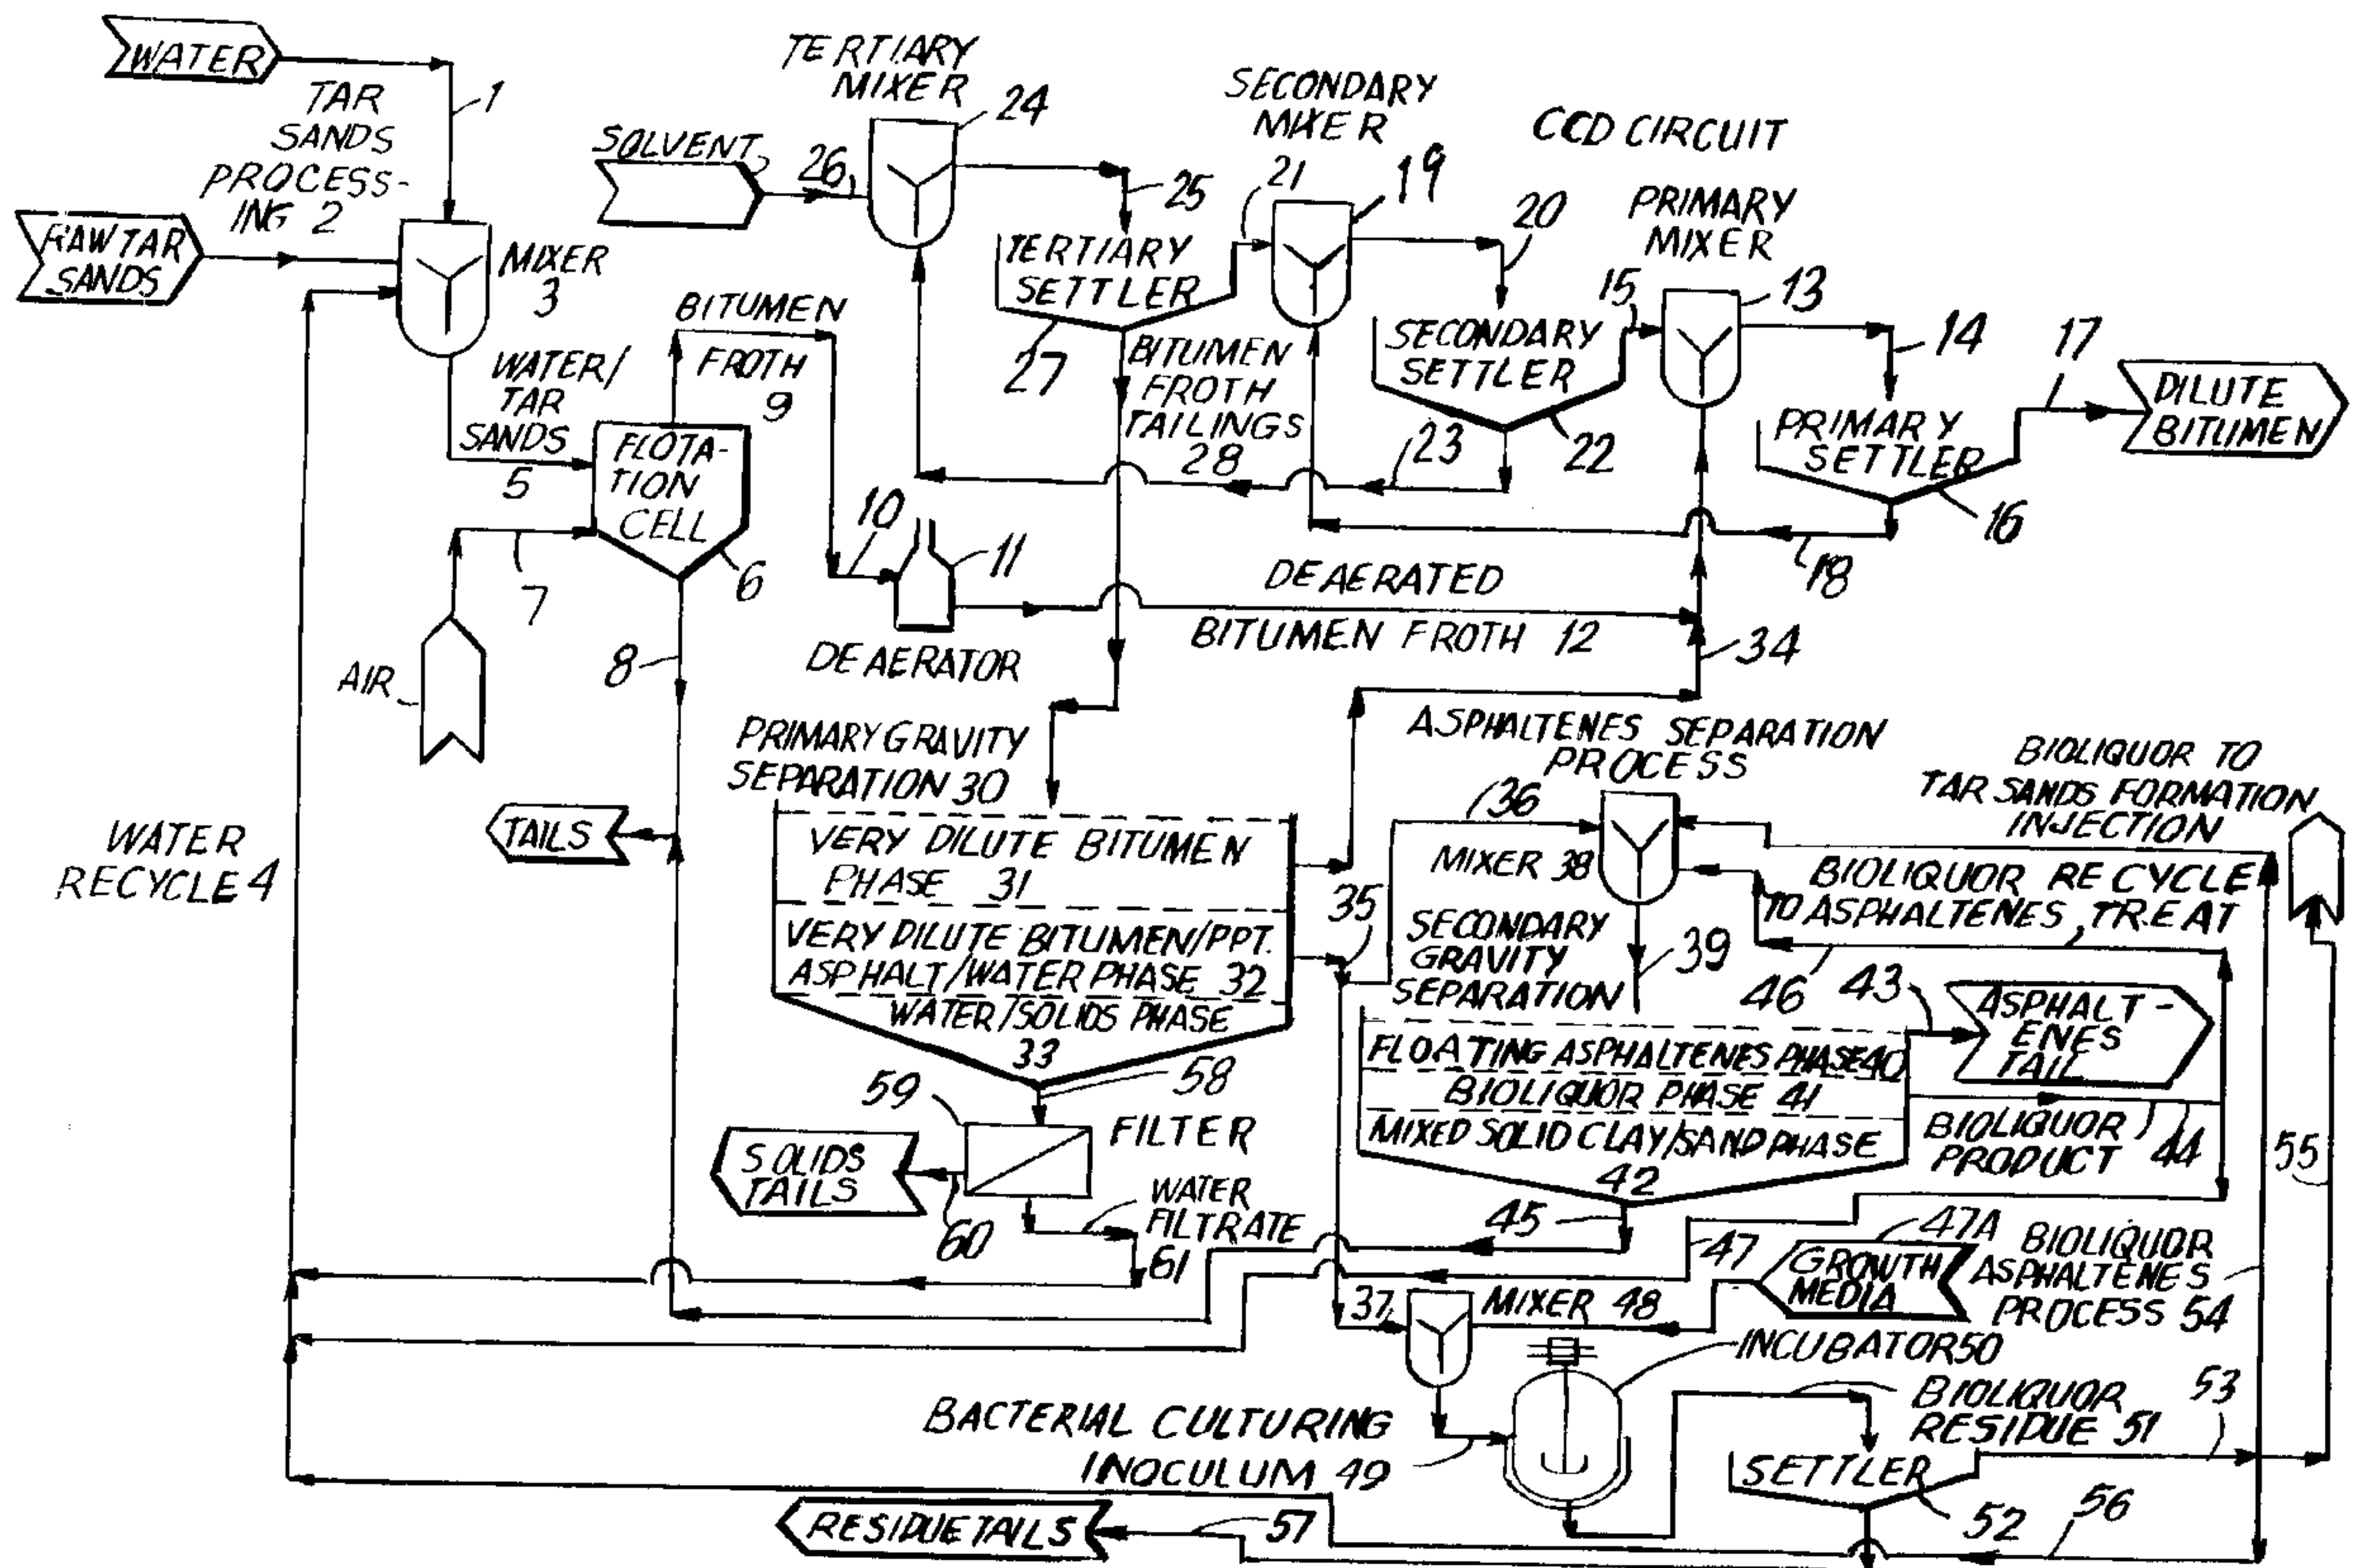 WATER
TAR
SANDS
PROCESS-
ING 2
1
RAW TAR
SANDS
MIXER
3
WATER/
TAR
SANDS
5
BITUMEN
FROTH
9
FLOTA-
TION
CELL
6
7
AIR
8
TAILS
WATER
RECYCLE 4
TERTIARY
MIXER
24
SOLVENT
26
25
TERTIARY
SETTLER
27
BITUMEN
FROTH
TAILINGS
28
SECONDARY
MIXER
21
19
20
SECONDARY
SETTLER
22
23
CCD CIRCUIT
PRIMARY
MIXER
15
13
14
17
DILUTE
BITUMEN
PRIMARY
SETTLER
16
18
10
11
DEAERATOR
DEAERATED
BITUMEN FROTH 12
34
PRIMARY GRAVITY
SEPARATION 30
VERY DILUTE BITUMEN
PHASE 31
VERY DILUTE BITUMEN/PPT.
ASPHALT/WATER PHASE 32
WATER/SOLIDS PHASE
33
58
59
FILTER
SOLIDS
TAILS
60
WATER
FILTRATE
61
ASPHALTENES SEPARATION
PROCESS
36
MIXER 38
35
SECONDARY
GRAVITY
SEPARATION
39
BIOLIQUOR TO
TAR SANDS FORMATION
INJECTION
BIOLIQUOR RECYCLE
TO ASPHALTENES TREAT
46
43
ASPHALT-
ENES
TAIL
FLOATING ASPHALTENES PHASE 40
BIOLIQUOR PHASE 41
MIXED SOLID CLAY/SAND PHASE
42
BIOLIQUOR
PRODUCT
44
55
45
47
47A
GROWTH
MEDIA
BIOLIQUOR
ASPHALTENES
PROCESS 54
37
MIXER 48
INCUBATOR 50
BACTERIAL CULTURING
INOCULUM 49
BIOLIQUOR
RESIDUE 51
53
SETTLER
52
56
RESIDUE TAILS
57